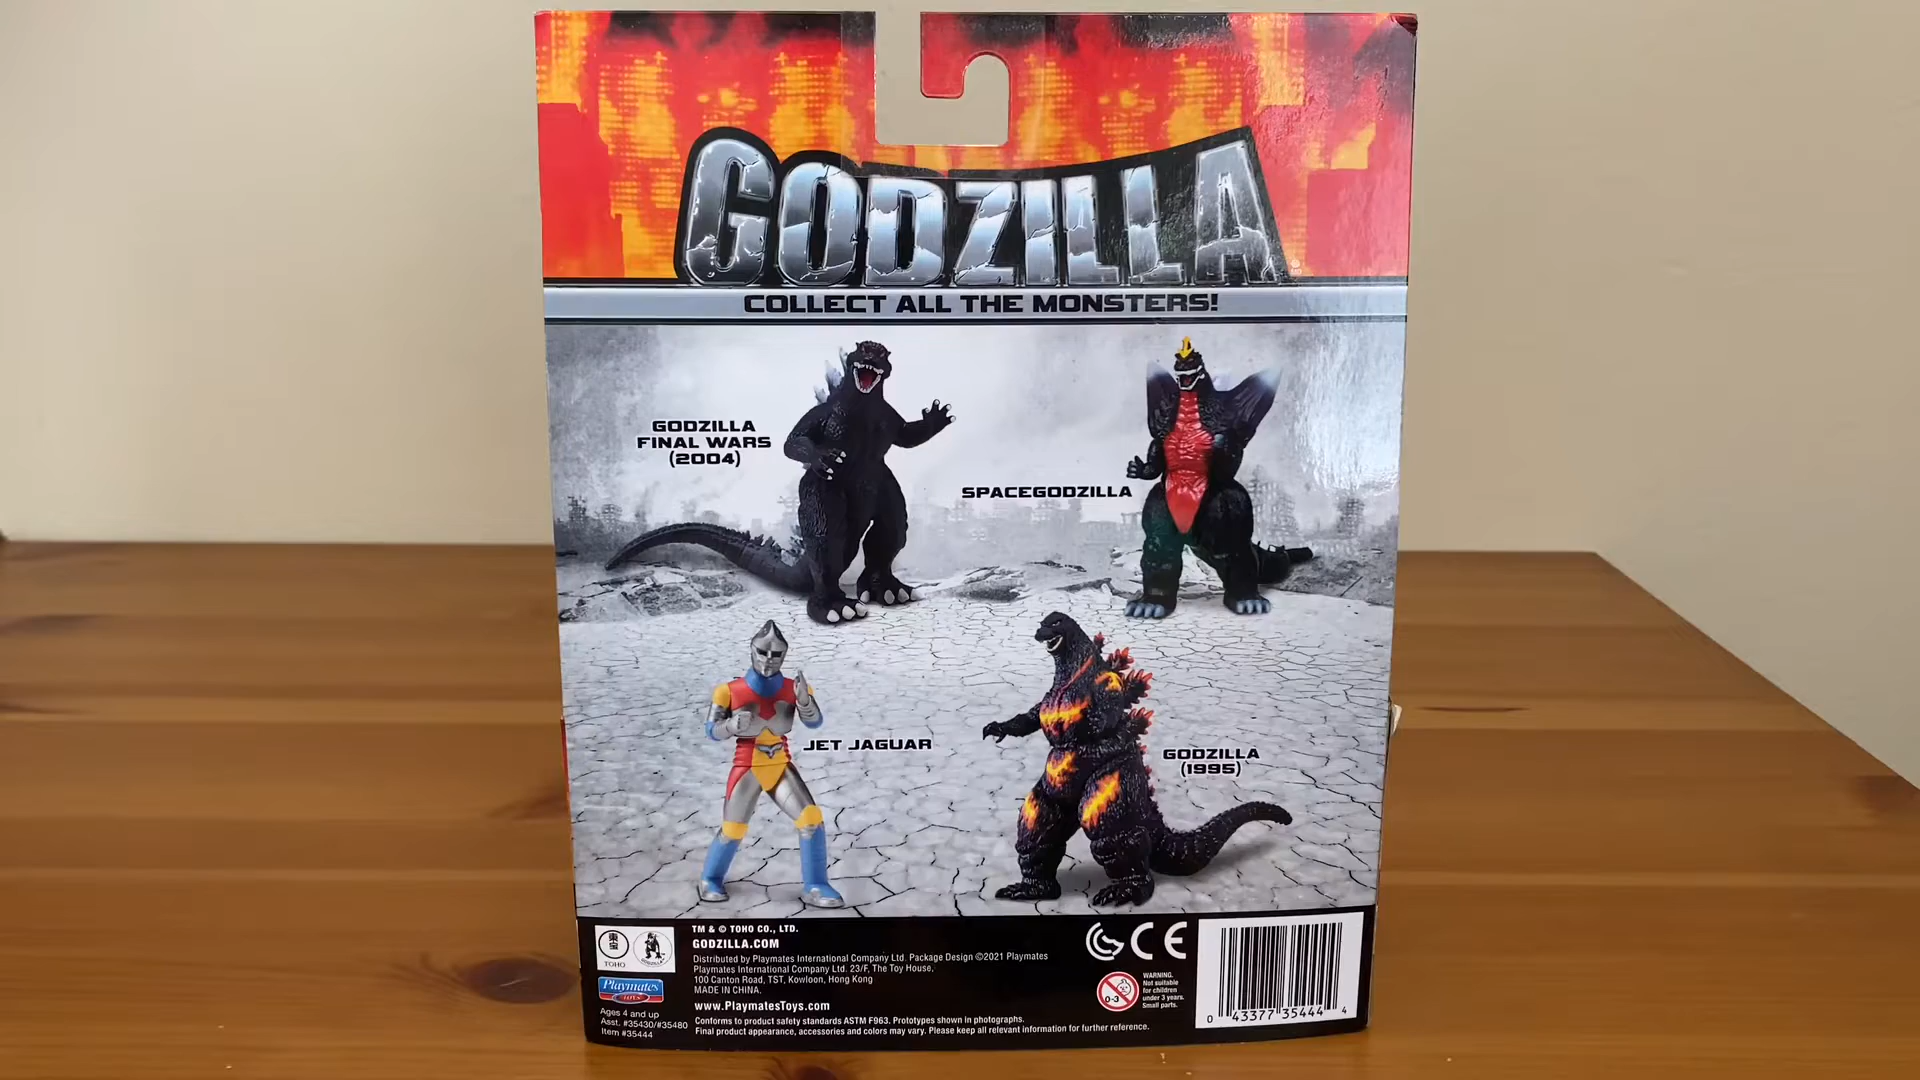 GODZILLA
COLLECT ALL THE MONSTERS!
GODZILLA
FINAL WARS
(2004)
SPACEGODZILLA
JET JAGUAR
GODZILLA
(1995)
東宝
TOHO
GODZILLA
Playmates
TOYS
Ages 4 and up
Asst. #35430/#35480
Item #35444
TM & © TOHO CO., LTD.
GODZILLA.COM
Distributed by Playmates International Company Ltd. Package Design ©2021 Playmates
Playmates International Company Ltd. 23/F, The Toy House,
100 Canton Road, TST, Kowloon, Hong Kong
MADE IN CHINA.
www.PlaymatesToys.com
Conforms to product safety standards ASTM F963. Prototypes shown in photographs.
Final product appearance, accessories and colors may vary. Please keep all relevant information for further reference.
CE
0-3
WARNING.
Not suitable
for children
under 3 years.
Small parts.
0 43377 35444 4